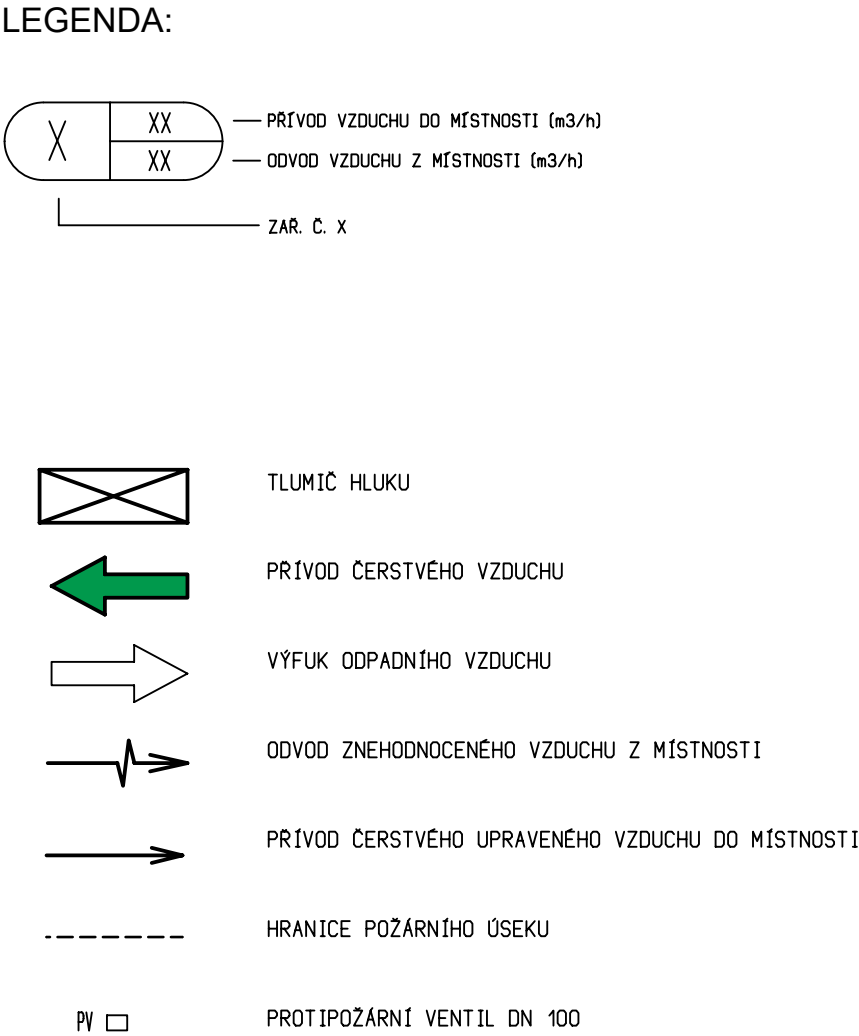 LEGENDA:
X XX PŘÍVOD VZDUCHU DO MÍSTNOSTI (m3/h)
XX ODVOD VZDUCHU Z MÍSTNOSTI (m3/h)
ZAŘ. Č. X
TLUMIČ HLUKU
PŘÍVOD ČERSTVÉHO VZDUCHU
VÝFUK ODPADNÍHO VZDUCHU
ODVOD ZNEHODNOCENÉHO VZDUCHU Z MÍSTNOSTI
PŘÍVOD ČERSTVÉHO UPRAVENÉHO VZDUCHU DO MÍSTNOSTI
HRANICE POŽÁRNÍHO ÚSEKU
PV PROTIPOŽÁRNÍ VENTIL DN 100